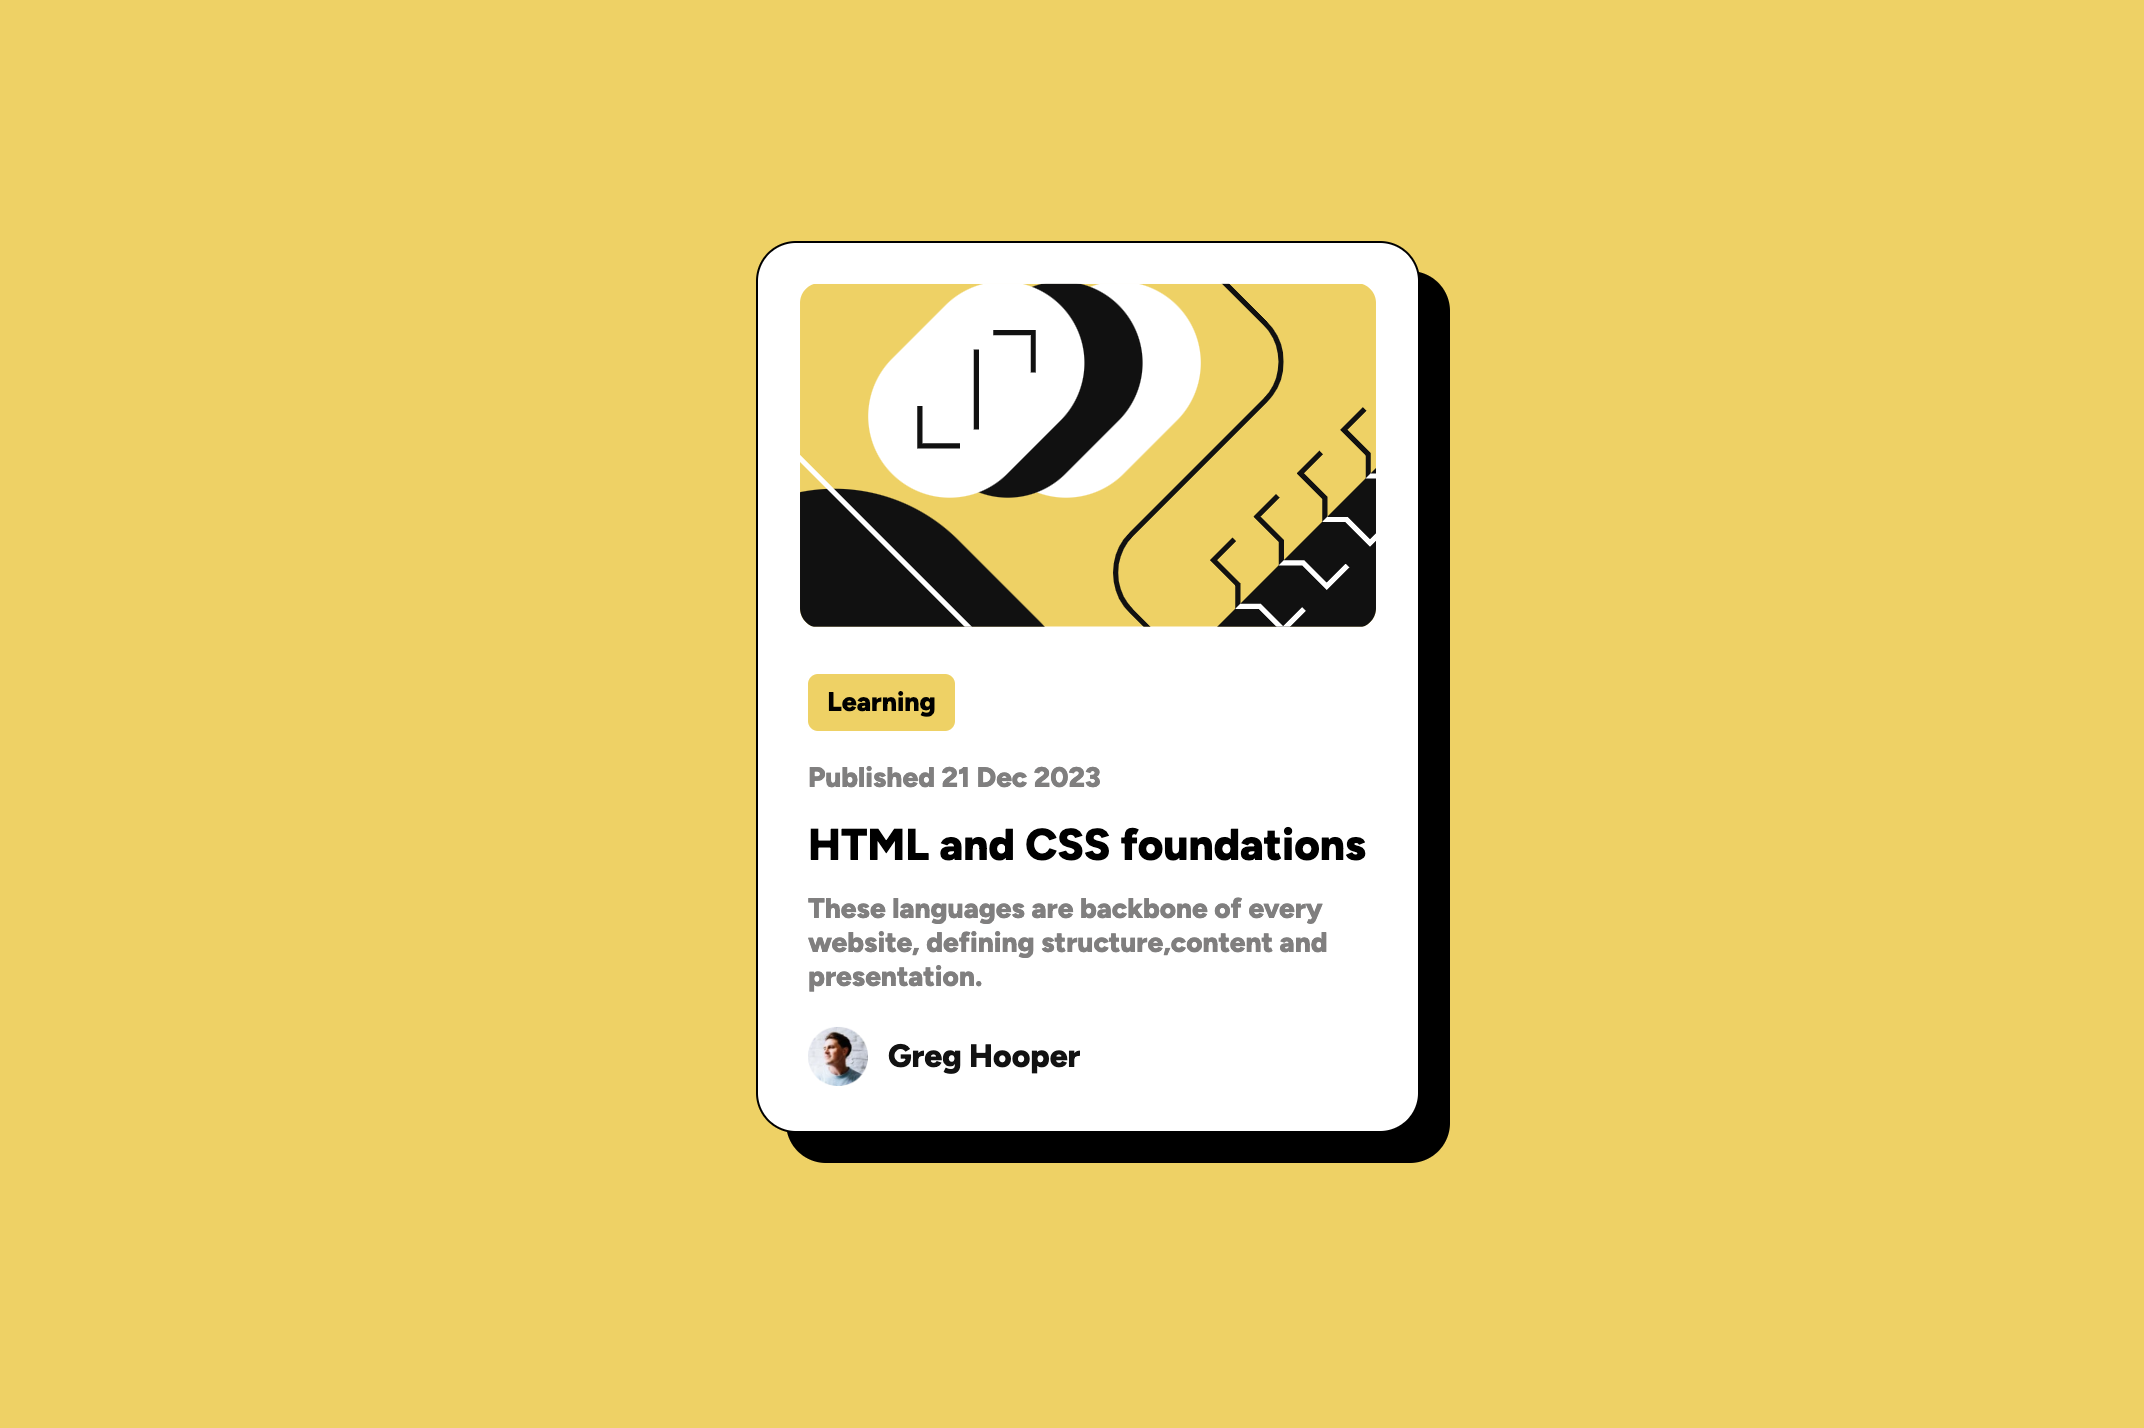 Learning
Published 21 Dec 2023
HTML and CSS foundations
These languages are backbone of every
website, defining structure,content and
presentation.
Greg Hooper